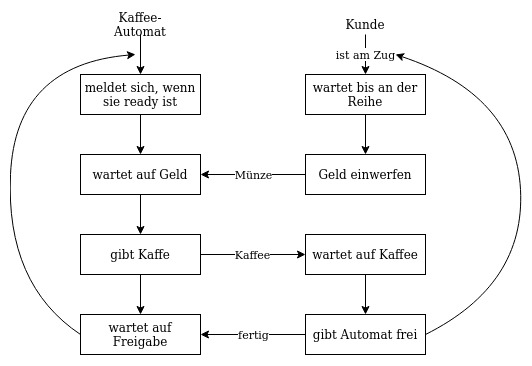 Kaffee-
Automat
Kunde
ist am Zug
meldet sich, wenn
sie ready ist
wartet bis an der
Reihe
wartet auf Geld
Münze
Geld einwerfen
gibt Kaffe
Kaffee
wartet auf Kaffee
wartet auf
Freigabe
fertig
gibt Automat frei